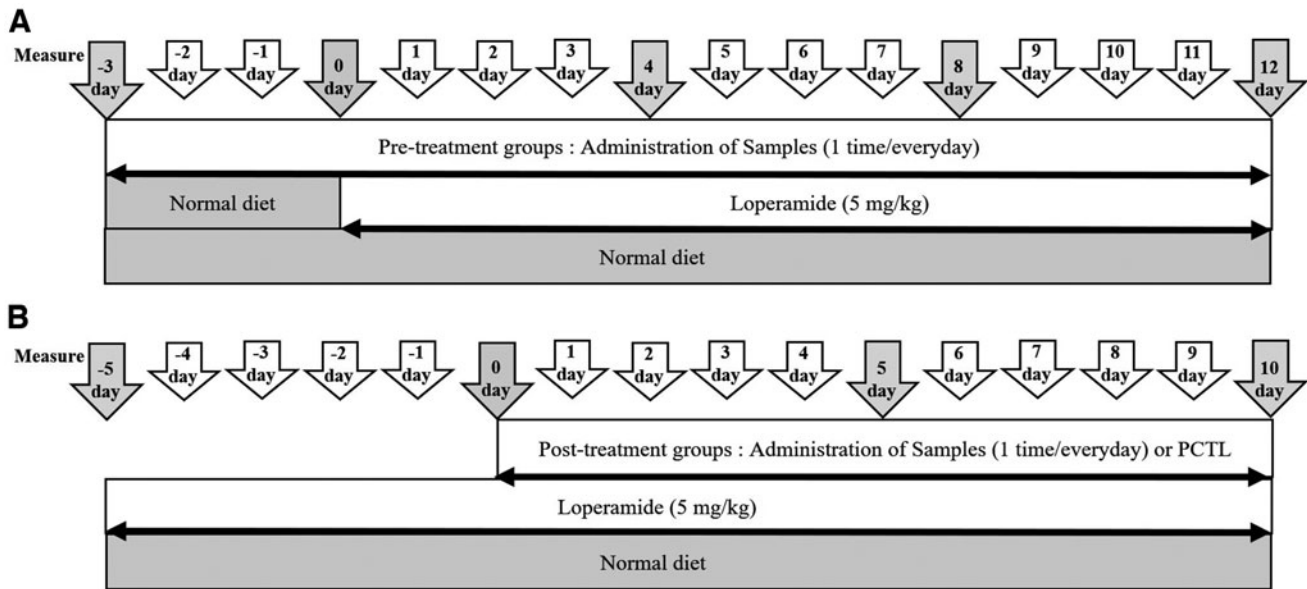 A
Measure -3 day -2 day -1 day 0 day 1 day 2 day 3 day 4 day 5 day 6 day 7 day 8 day 9 day 10 day 11 day 12 day
Pre-treatment groups : Administration of Samples (1 time/everyday)
Normal diet Loperamide (5 mg/kg)
Normal diet
B
Measure -5 day -4 day -3 day -2 day -1 day 0 day 1 day 2 day 3 day 4 day 5 day 6 day 7 day 8 day 9 day 10 day
Post-treatment groups : Administration of Samples (1 time/everyday) or PCTL
Loperamide (5 mg/kg)
Normal diet